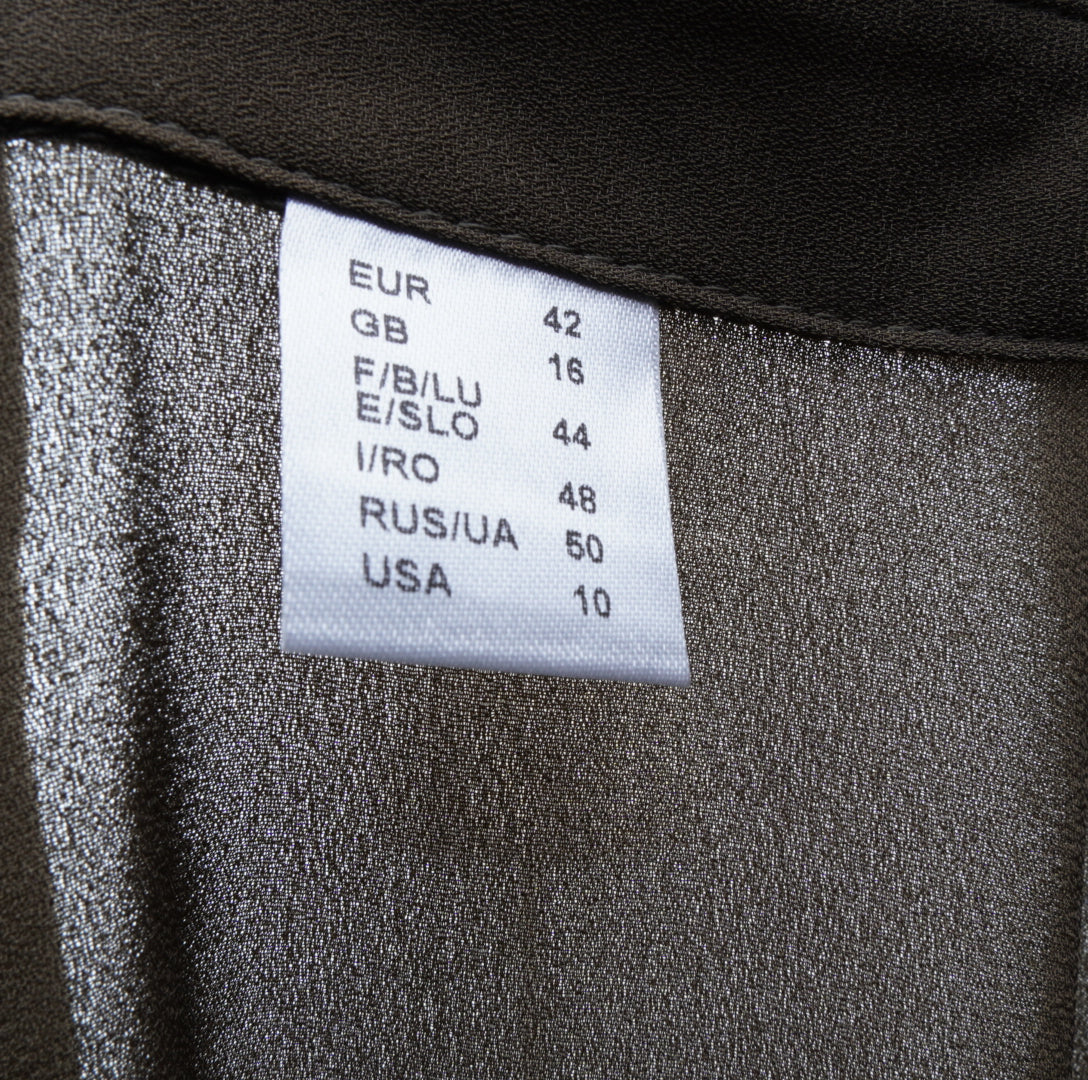 EUR 42
GB 16
F/B/LU
E/SLO 44
I/RO 48
RUS/UA 50
USA 10